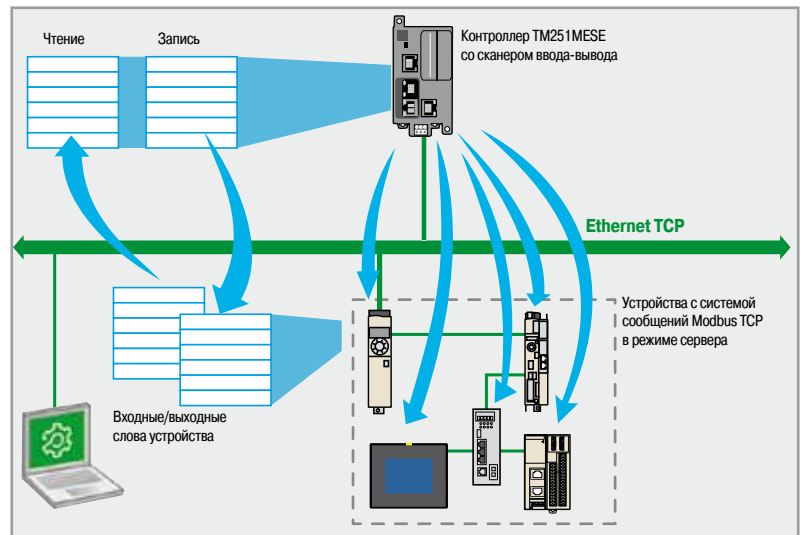 Чтение
Запись
Контроллер TM251MESE
со сканером ввода-вывода
Ethernet TCP
Устройства с системой
сообщений Modbus TCP
в режиме сервера
Входные/выходные
слова устройства